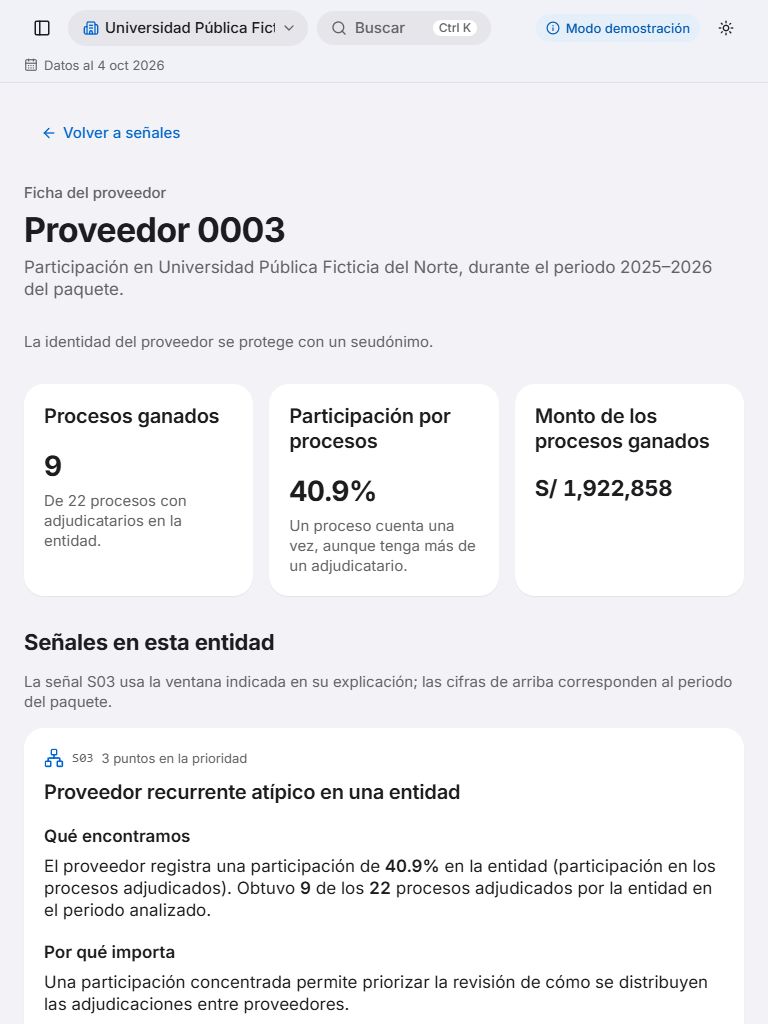 Universidad Pública Fict
Buscar
Ctrl K
Modo demostración
Datos al 4 oct 2026
Volver a señales
Ficha del proveedor
Proveedor 0003
Participación en Universidad Pública Ficticia del Norte, durante el periodo 2025–2026
del paquete.
La identidad del proveedor se protege con un seudónimo.
Procesos ganados
9
De 22 procesos con
adjudicatarios en la
entidad.
Participación por
procesos
40.9%
Un proceso cuenta una
vez, aunque tenga más de
un adjudicatario.
Monto de los
procesos ganados
S/ 1,922,858
Señales en esta entidad
La señal S03 usa la ventana indicada en su explicación; las cifras de arriba corresponden al periodo
del paquete.
S03 3 puntos en la prioridad
Proveedor recurrente atípico en una entidad
Qué encontramos
El proveedor registra una participación de 40.9% en la entidad (participación en los
procesos adjudicados). Obtuvo 9 de los 22 procesos adjudicados por la entidad en
el periodo analizado.
Por qué importa
Una participación concentrada permite priorizar la revisión de cómo se distribuyen
las adjudicaciones entre proveedores.